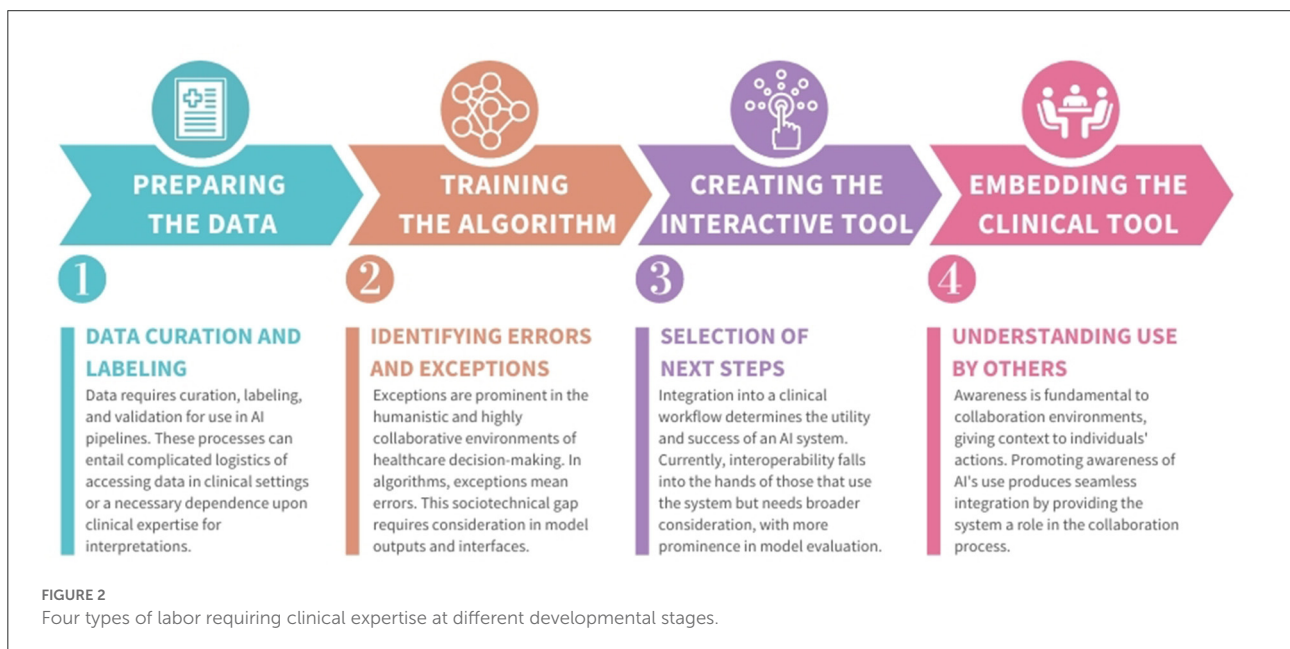 PREPARING
THE DATA
TRAINING
THE ALGORITHM
CREATING THE
INTERACTIVE TOOL
EMBEDDING THE
CLINICAL TOOL
1
DATA CURATION AND
LABELING
Data requires curation, labeling,
and validation for use in AI
pipelines. These processes can
entail complicated logistics of
accessing data in clinical settings
or a necessary dependence upon
clinical expertise for
interpretations.
2
IDENTIFYING ERRORS
AND EXCEPTIONS
Exceptions are prominent in the
humanistic and highly
collaborative environments of
healthcare decision-making. In
algorithms, exceptions mean
errors. This sociotechnical gap
requires consideration in model
outputs and interfaces.
3
SELECTION OF
NEXT STEPS
Integration into a clinical
workflow determines the utility
and success of an AI system.
Currently, interoperability falls
into the hands of those that use
the system but needs broader
consideration, with more
prominence in model evaluation.
4
UNDERSTANDING USE
BY OTHERS
Awareness is fundamental to
collaboration environments,
giving context to individuals'
actions. Promoting awareness of
AI's use produces seamless
integration by providing the
system a role in the collaboration
process.
FIGURE 2
Four types of labor requiring clinical expertise at different developmental stages.